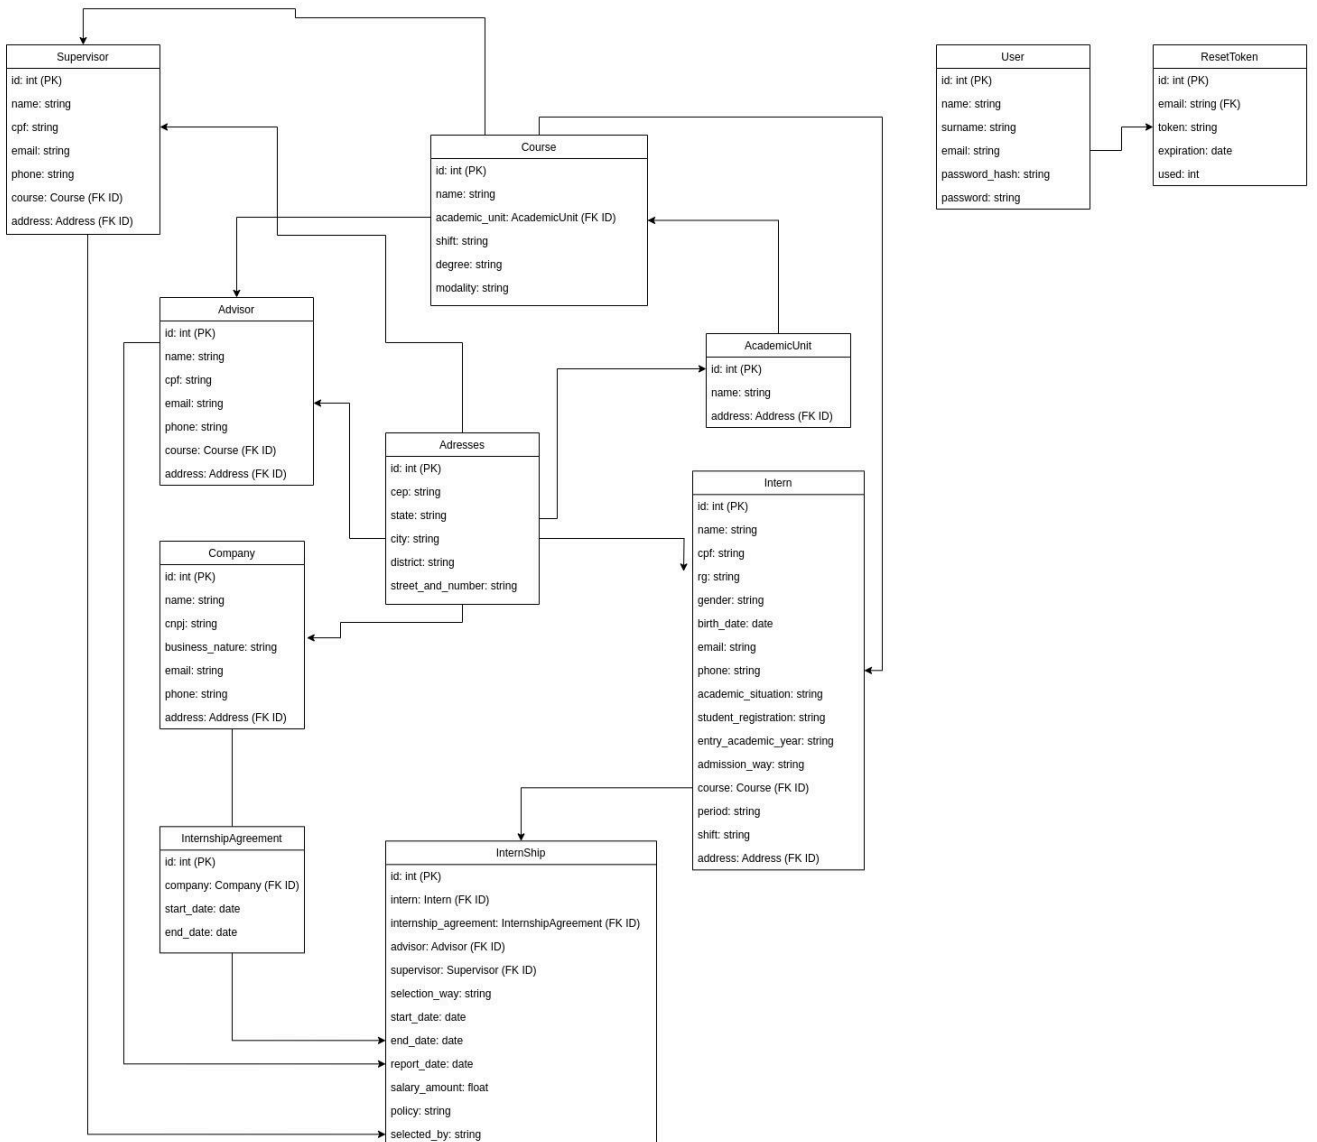 Supervisor
id: int (PK)
name: string
cpf: string
email: string
phone: string
course: Course (FK ID)
address: Address (FK ID)
User
id: int (PK)
name: string
surname: string
email: string
password_hash: string
password: string
ResetToken
id: int (PK)
email: string (FK)
token: string
expiration: date
used: int
Course
id: int (PK)
name: string
academic_unit: AcademicUnit (FK ID)
shift: string
degree: string
modality: string
Advisor
id: int (PK)
name: string
cpf: string
email: string
phone: string
course: Course (FK ID)
address: Address (FK ID)
AcademicUnit
id: int (PK)
name: string
address: Address (FK ID)
Adresses
id: int (PK)
cep: string
state: string
city: string
district: string
street_and_number: string
Intern
id: int (PK)
name: string
cpf: string
rg: string
gender: string
birth_date: date
email: string
phone: string
academic_situation: string
student_registration: string
entry_academic_year: string
admission_way: string
course: Course (FK ID)
period: string
shift: string
address: Address (FK ID)
Company
id: int (PK)
name: string
cnpj: string
business_nature: string
email: string
phone: string
address: Address (FK ID)
InternshipAgreement
id: int (PK)
company: Company (FK ID)
start_date: date
end_date: date
InternShip
id: int (PK)
intern: Intern (FK ID)
internship_agreement: InternshipAgreement (FK ID)
advisor: Advisor (FK ID)
supervisor: Supervisor (FK ID)
selection_way: string
start_date: date
end_date: date
report_date: date
salary_amount: float
policy: string
selected_by: string